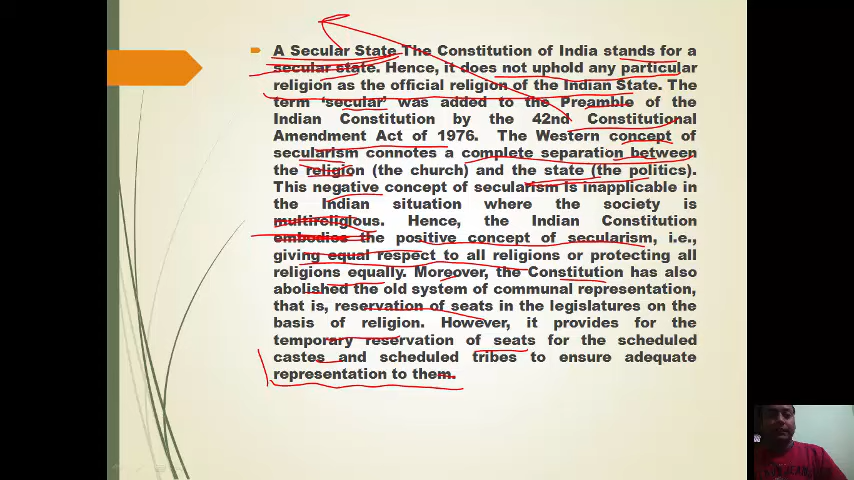 A Secular State The Constitution of India stands for a
secular state. Hence, it does not uphold any particular
religion as the official religion of the Indian State. The
term ‘secular’ was added to the Preamble of the
Indian Constitution by the 42nd Constitutional
Amendment Act of 1976. The Western concept of
secularism connotes a complete separation between
the religion (the church) and the state (the politics).
This negative concept of secularism is inapplicable in
the Indian situation where the society is
multireligious. Hence, the Indian Constitution
embodies the positive concept of secularism, i.e.,
giving equal respect to all religions or protecting all
religions equally. Moreover, the Constitution has also
abolished the old system of communal representation,
that is, reservation of seats in the legislatures on the
basis of religion. However, it provides for the
temporary reservation of seats for the scheduled
castes and scheduled tribes to ensure adequate
representation to them.